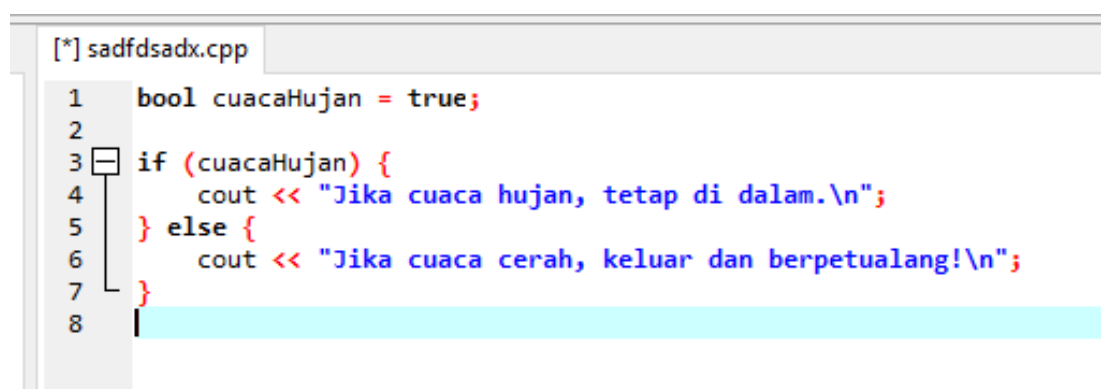 [*] sadfdsadx.cpp
1 bool cuacaHujan = true;
2
3 if (cuacaHujan) {
4 cout << "Jika cuaca hujan, tetap di dalam.\n";
5 } else {
6 cout << "Jika cuaca cerah, keluar dan berpetualang!\n";
7 }
8